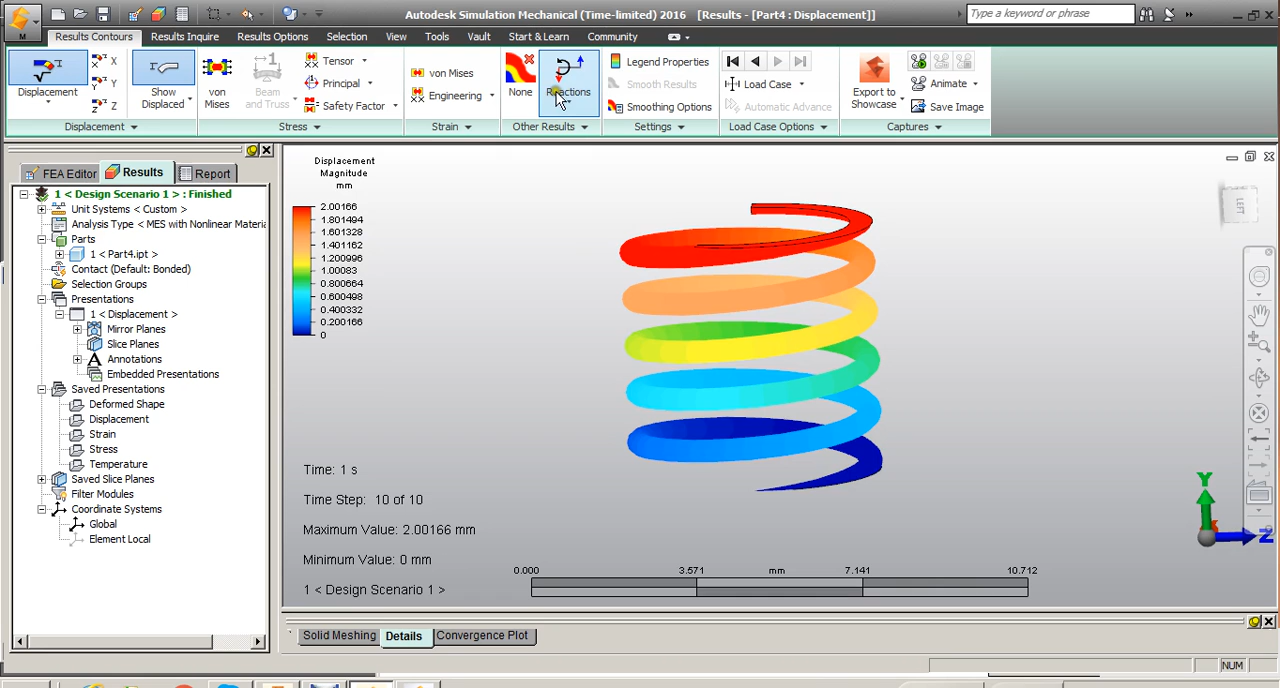 Autodesk Simulation Mechanical (Time-limited) 2016 [Results - [Part4 : Displacement]]
Type a keyword or phrase
M
Results Contours Results Inquire Results Options Selection View Tools Vault Start & Learn Community
Displacement
X
Y
Z
Show Displaced
von Mises
Beam and Truss
Tensor
Principal
Safety Factor
von Mises
Engineering
None
Reactions
Legend Properties
Smooth Results
Smoothing Options
Load Case
Automatic Advance
Export to Showcase
Animate
Save Image
Displacement Stress Strain Other Results Settings Load Case Options Captures
FEA Editor Results Report
1 < Design Scenario 1 > : Finished
Unit Systems < Custom >
Analysis Type < MES with Nonlinear Materia
Parts
1 < Part4.ipt >
Contact (Default: Bonded)
Selection Groups
Presentations
1 < Displacement >
Mirror Planes
Slice Planes
Annotations
Embedded Presentations
Saved Presentations
Deformed Shape
Displacement
Strain
Stress
Temperature
Saved Slice Planes
Filter Modules
Coordinate Systems
Global
Element Local
Displacement
Magnitude
mm
2.00166
1.801494
1.601328
1.401162
1.200996
1.00083
0.800664
0.600498
0.400332
0.200166
0
LEFT
Time: 1 s
Time Step: 10 of 10
Maximum Value: 2.00166 mm
Minimum Value: 0 mm
1 < Design Scenario 1 >
0.000 3.571 mm 7.141 10.712
Y
Z
Solid Meshing Details Convergence Plot
NUM